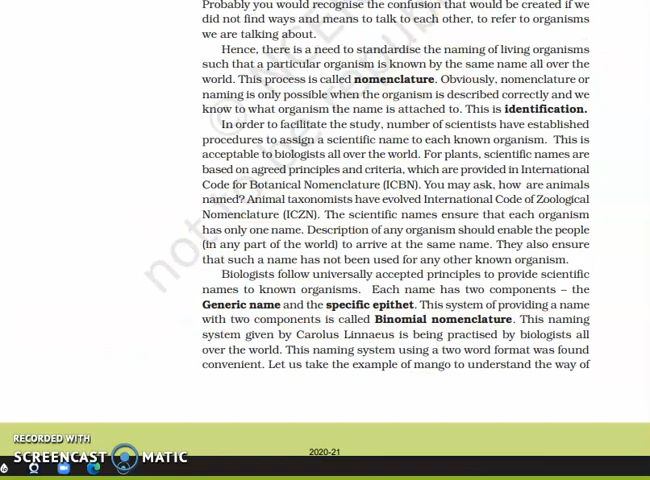 Probably you would recognise the confusion that would be created if we
did not find ways and means to talk to each other, to refer to organisms
we are talking about.
Hence, there is a need to standardise the naming of living organisms
such that a particular organism is known by the same name all over the
world. This process is called nomenclature. Obviously, nomenclature or
naming is only possible when the organism is described correctly and we
know to what organism the name is attached to. This is identification.
In order to facilitate the study, number of scientists have established
procedures to assign a scientific name to each known organism. This is
acceptable to biologists all over the world. For plants, scientific names are
based on agreed principles and criteria, which are provided in International
Code for Botanical Nomenclature (ICBN). You may ask, how are animals
named? Animal taxonomists have evolved International Code of Zoological
Nomenclature (ICZN). The scientific names ensure that each organism
has only one name. Description of any organism should enable the people
(in any part of the world) to arrive at the same name. They also ensure
that such a name has not been used for any other known organism.
Biologists follow universally accepted principles to provide scientific
names to known organisms. Each name has two components – the
Generic name and the specific epithet. This system of providing a name
with two components is called Binomial nomenclature. This naming
system given by Carolus Linnaeus is being practised by biologists all
over the world. This naming system using a two word format was found
convenient. Let us take the example of mango to understand the way of
2020-21
RECORDED WITH
SCREENCAST MATIC
© NCE
not to be republ